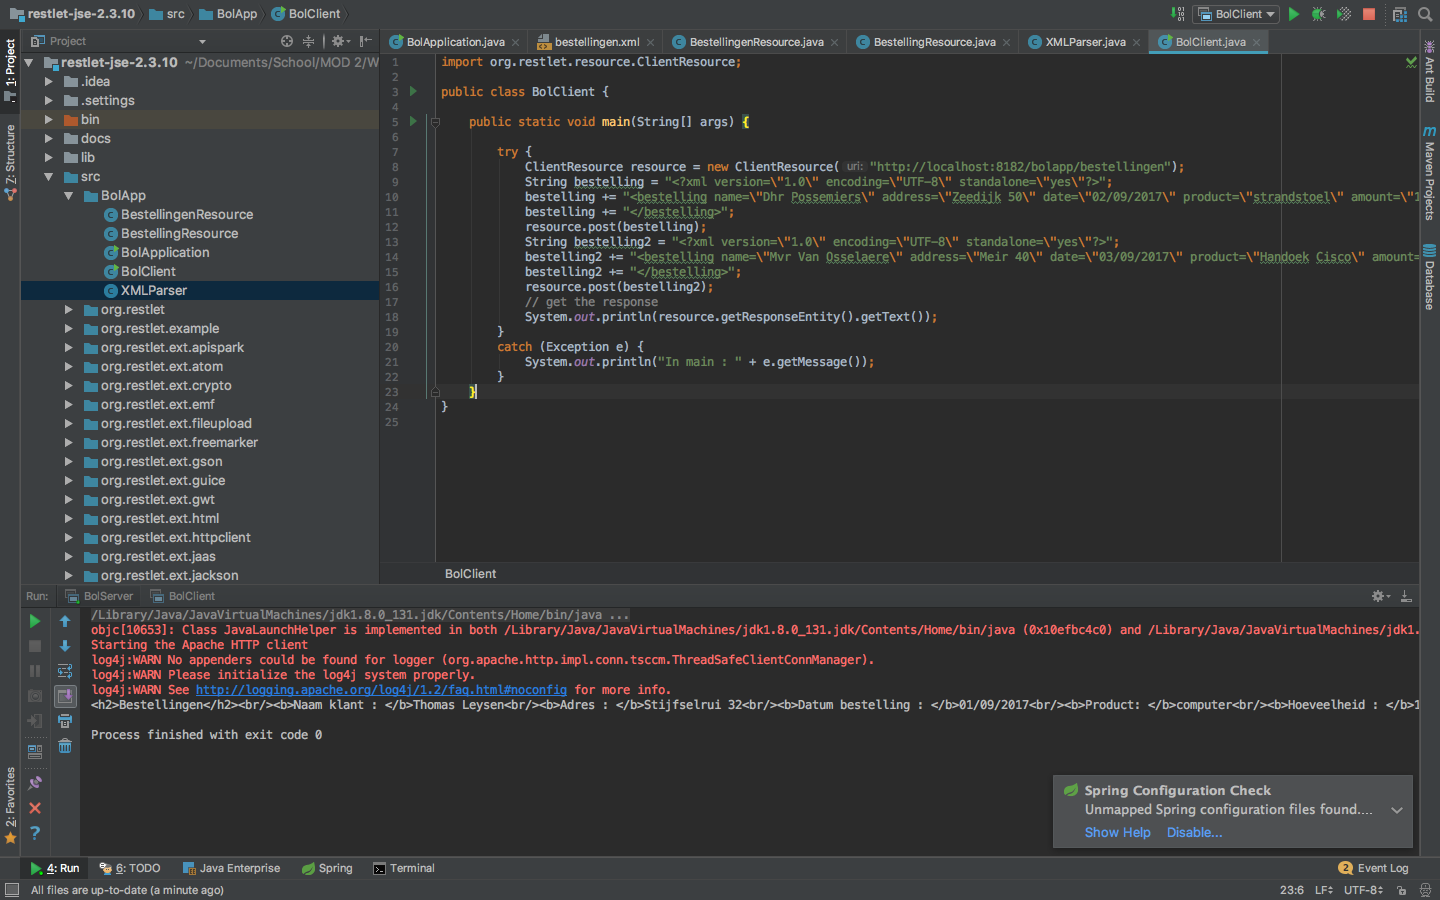 restlet-jse-2.3.10 src BolApp BolClient
BolClient
Project
BolApplication.java bestellingen.xml BestellingenResource.java BestellingResource.java XMLParser.java BolClient.java
1: Project
Z: Structure
2: Favorites
Ant Build
Maven Projects
Database
restlet-jse-2.3.10 ~/Documents/School/MOD 2/W
.idea
.settings
bin
docs
lib
src
BolApp
BestellingenResource
BestellingResource
BolApplication
BolClient
XMLParser
org.restlet
org.restlet.example
org.restlet.ext.apispark
org.restlet.ext.atom
org.restlet.ext.crypto
org.restlet.ext.emf
org.restlet.ext.fileupload
org.restlet.ext.freemarker
org.restlet.ext.gson
org.restlet.ext.guice
org.restlet.ext.gwt
org.restlet.ext.html
org.restlet.ext.httpclient
org.restlet.ext.jaas
org.restlet.ext.jackson
1 import org.restlet.resource.ClientResource;
2
3 public class BolClient {
4
5 public static void main(String[] args) {
6
7 try {
8 ClientResource resource = new ClientResource( uri: "http://localhost:8182/bolapp/bestellingen");
9 String bestelling = "<?xml version=\"1.0\" encoding=\"UTF-8\" standalone=\"yes\"?>";
10 bestelling += "<bestelling name=\"Dhr Possemiers\" address=\"Zeedijk 50\" date=\"02/09/2017\" product=\"strandstoel\" amount=\"1
11 bestelling += "</bestelling>";
12 resource.post(bestelling);
13 String bestelling2 = "<?xml version=\"1.0\" encoding=\"UTF-8\" standalone=\"yes\"?>";
14 bestelling2 += "<bestelling name=\"Mvr Van Osselaere\" address=\"Meir 40\" date=\"03/09/2017\" product=\"Handoek Cisco\" amount=
15 bestelling2 += "</bestelling>";
16 resource.post(bestelling2);
17 // get the response
18 System.out.println(resource.getResponseEntity().getText());
19 }
20 catch (Exception e) {
21 System.out.println("In main : " + e.getMessage());
22 }
23 }
24 }
25
BolClient
Run: BolServer BolClient
/Library/Java/JavaVirtualMachines/jdk1.8.0_131.jdk/Contents/Home/bin/java ...
objc[10653]: Class JavaLaunchHelper is implemented in both /Library/Java/JavaVirtualMachines/jdk1.8.0_131.jdk/Contents/Home/bin/java (0x10efbc4c0) and /Library/Java/JavaVirtualMachines/jdk1.
Starting the Apache HTTP client
log4j:WARN No appenders could be found for logger (org.apache.http.impl.conn.tsccm.ThreadSafeClientConnManager).
log4j:WARN Please initialize the log4j system properly.
log4j:WARN See http://logging.apache.org/log4j/1.2/faq.html#noconfig for more info.
<h2>Bestellingen</h2><br/><b>Naam klant : </b>Thomas Leysen<br/><b>Adres : </b>Stijfselrui 32<br/><b>Datum bestelling : </b>01/09/2017<br/><b>Product: </b>computer<br/><b>Hoeveelheid : </b>1
Process finished with exit code 0
Spring Configuration Check
Unmapped Spring configuration files found....
Show Help Disable...
4: Run 6: TODO Java Enterprise Spring Terminal
2 Event Log
All files are up-to-date (a minute ago)
23:6 LF UTF-8